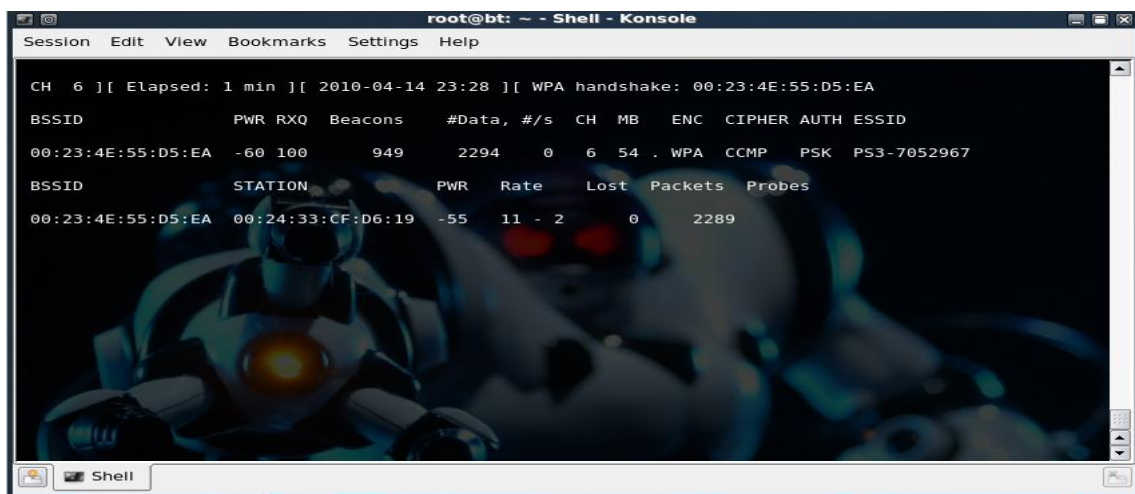 root@bt: ~ - Shell - Konsole
Session Edit View Bookmarks Settings Help
CH 6 ][ Elapsed: 1 min ][ 2010-04-14 23:28 ][ WPA handshake: 00:23:4E:55:D5:EA
BSSID PWR RXQ Beacons #Data, #/s CH MB ENC CIPHER AUTH ESSID
00:23:4E:55:D5:EA -60 100 949 2294 0 6 54 . WPA CCMP PSK PS3-7052967
BSSID STATION PWR Rate Lost Packets Probes
00:23:4E:55:D5:EA 00:24:33:CF:D6:19 -55 11 - 2 0 2289
Shell